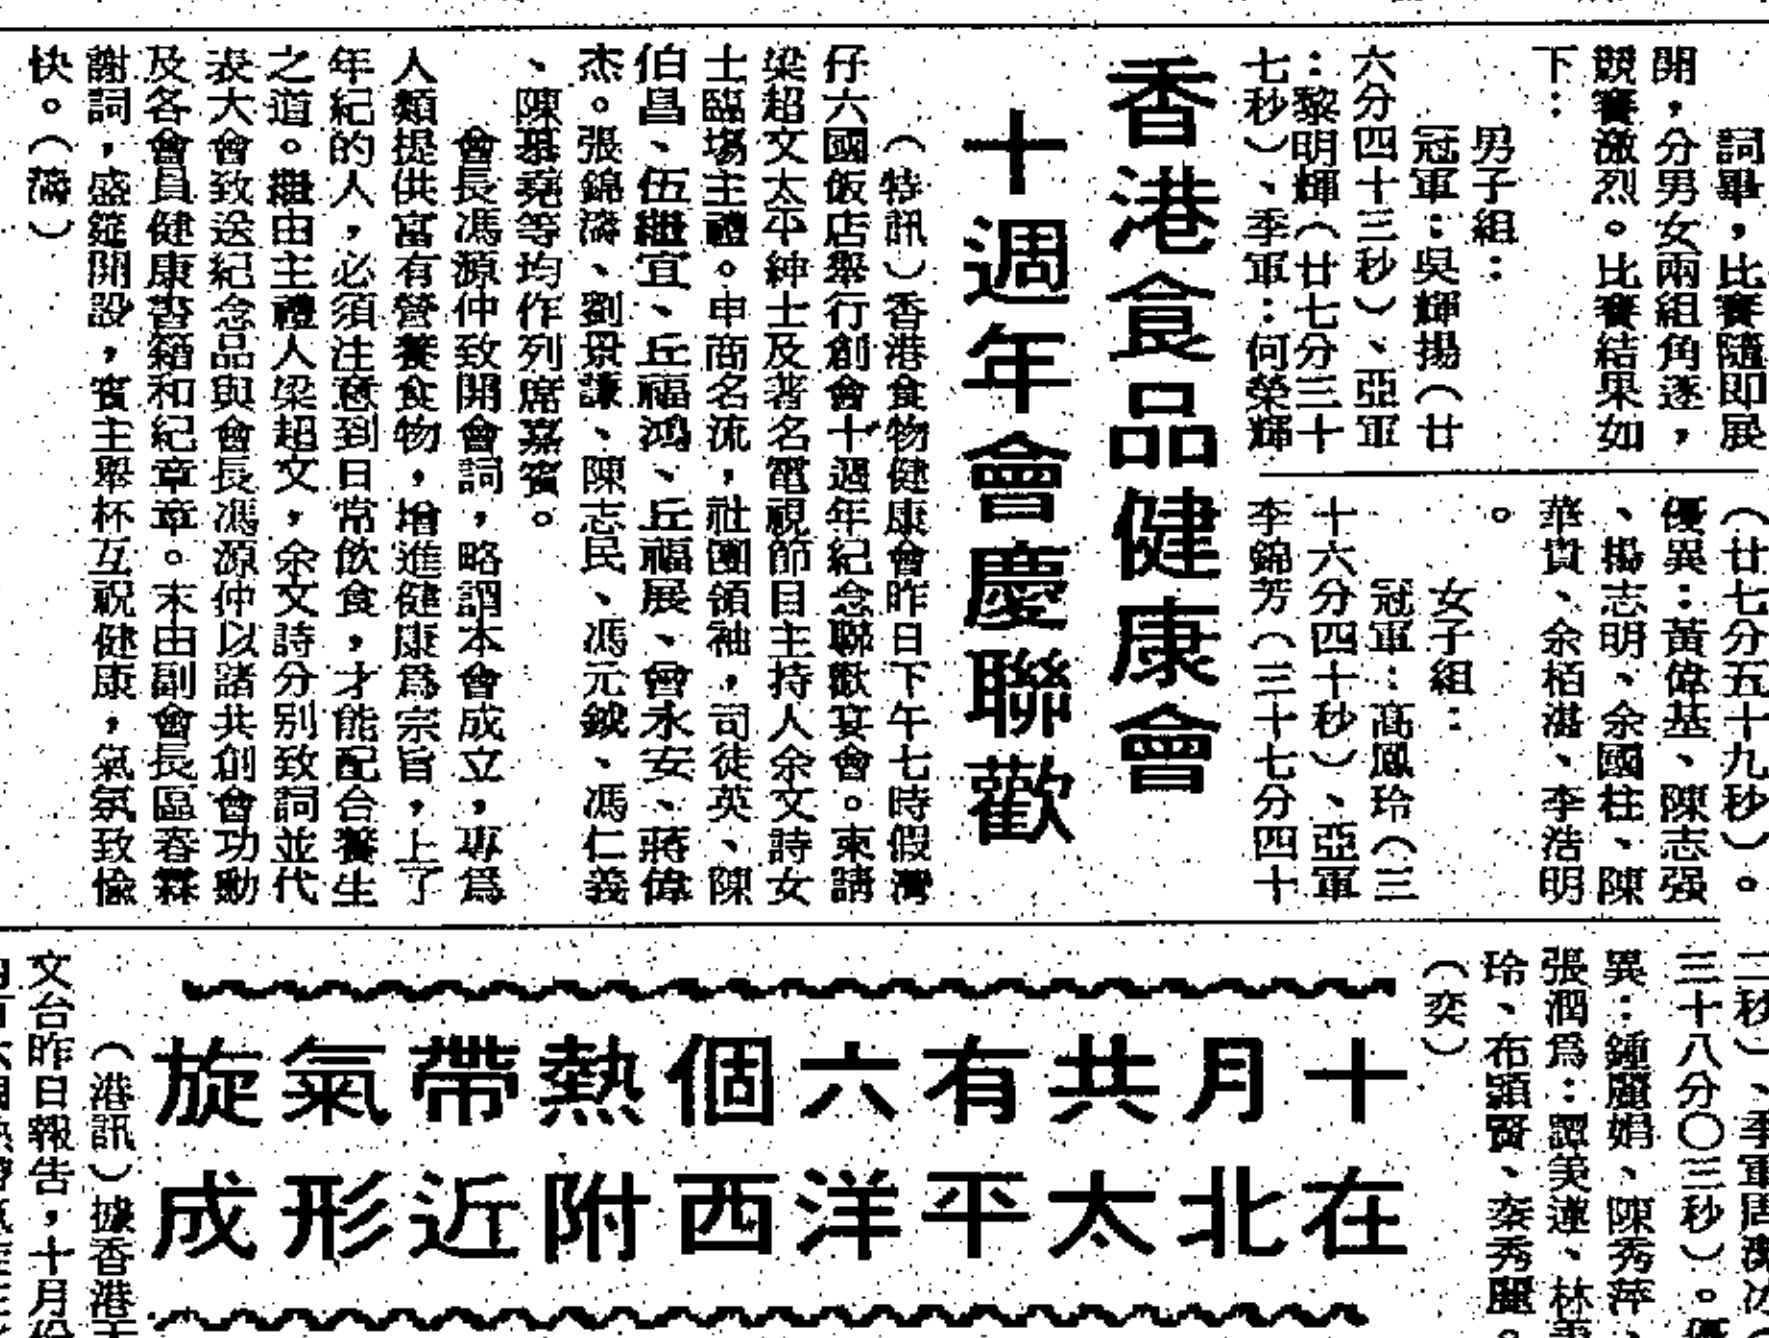 詞畢，比賽隨即展
開，分男女兩組角逐，
競賽激烈。比賽結果如
下：
男子組：
冠軍：吳輝揚（廿
六分四十三秒）、亞軍
：黎明輝（廿七分三十
七秒）、季軍：何榮輝
（廿七分五十九秒）。
優異：黃偉基、陳志强
、楊志明、余國柱、陳
華貴、余栢湛、李浩明
。
女子組：
冠軍：高鳳玲（三
十六分四十秒）、亞軍
李錦芳（三十七分四十
二秒）、季軍周
三十八分〇三秒）。優
異：鍾麗娟、陳秀萍、
張潤爲：譚美蓮、林
玲、布頴賢、秦秀麗。
（奕）
香港食品健康會
十週年會慶聯歡
（特訊）香港食物健康會昨日下午七時假灣
仔六國飯店舉行創會十週年紀念聯歡宴會。柬請
梁超文太平紳士及著名電視節目主持人余文詩女
士臨場主禮。申商名流，社團領袖，司徒英、陳
伯昌、伍繼宜、丘福鴻、丘福展、曾永安、蔣偉
杰。張錦濤、劉景謙、陳志民、馮元鉞、馮仁義
、陳基堯等均作列席嘉賓。
會長馮源仲致開會詞，略謂本會成立，專爲
人類提供富有營養食物，增進健康爲宗旨，上了
年紀的人，必須注意到日常飲食，才能配合養生
之道。繼由主禮人梁超文，余文詩分别致詞並代
表大會致送紀念品與會長馮源仲以諸共創會功勳
及各會員健康書籍和紀章章。末由副會長區春霖
謝詞，盛筵開設，賓主舉杯互祝健康，氣氛致愉
快。（濤）
十月共有六個熱帶氣旋
在北太平洋西附近形成
（港訊）據香港天
文台昨日報告，十月份